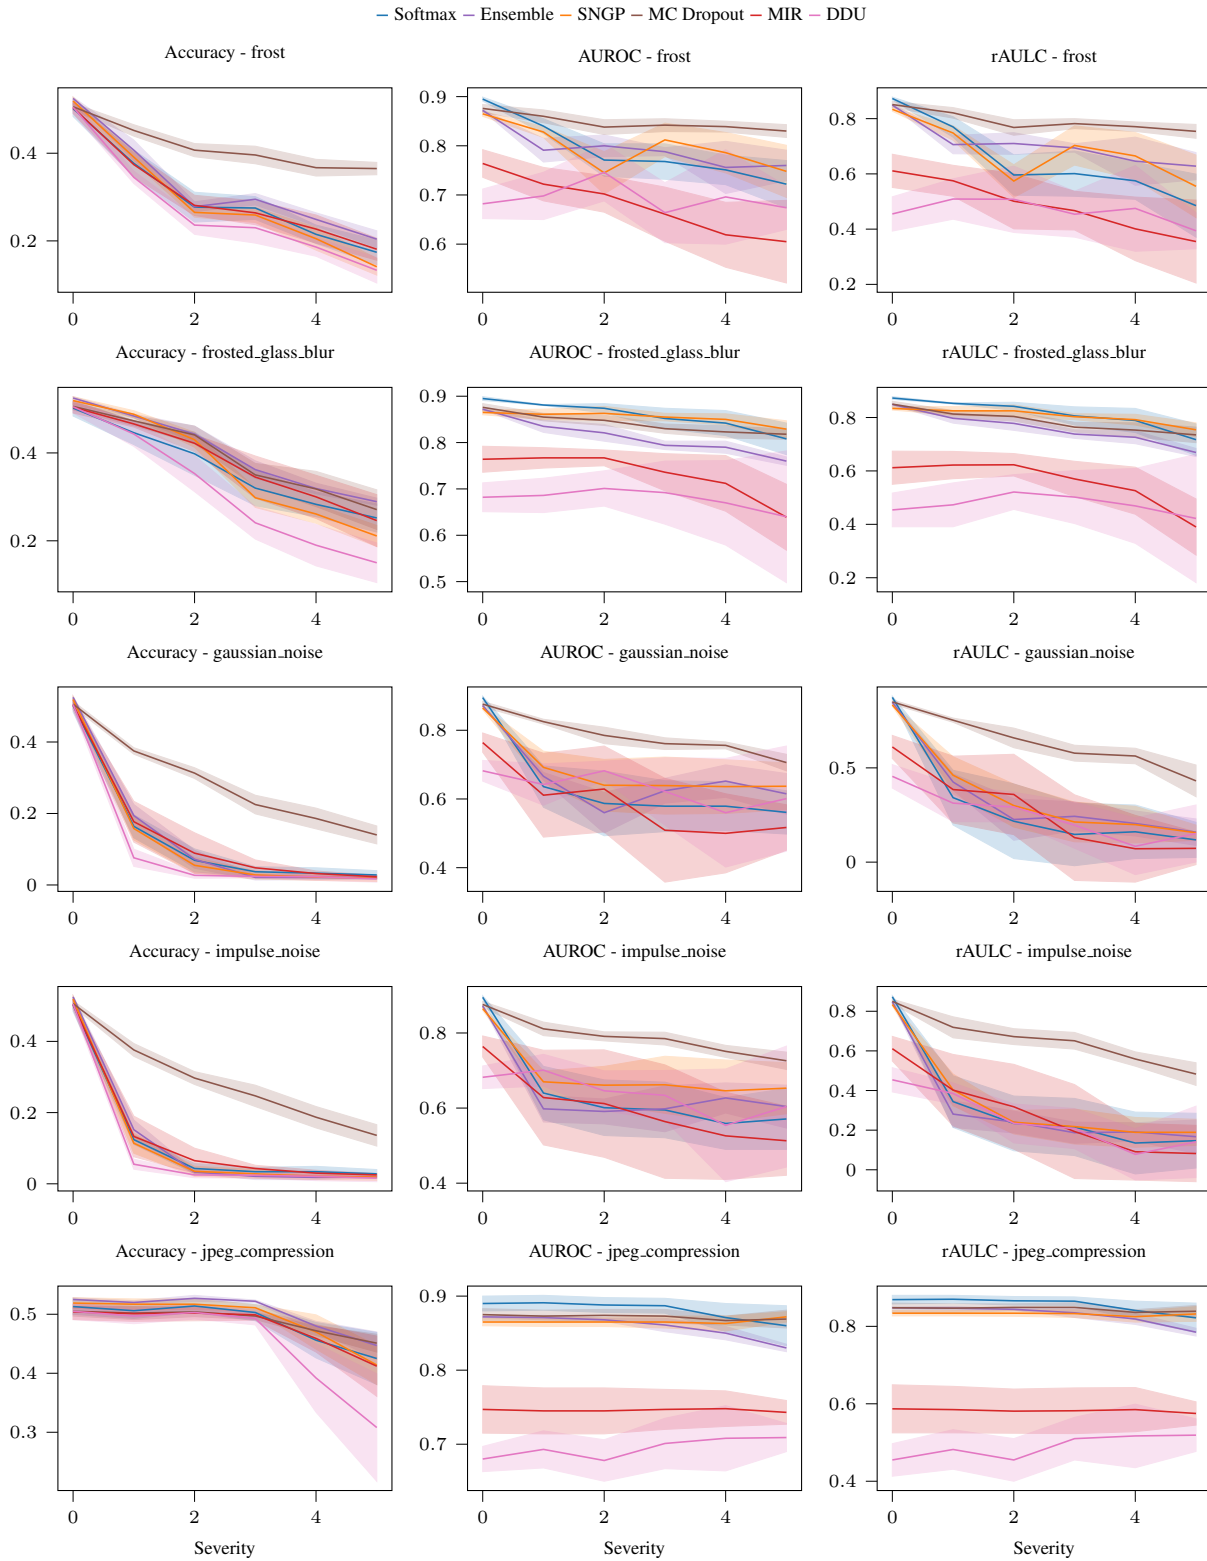 Softmax Ensemble SNGP MC Dropout MIR DDU
Accuracy - frost AUROC - frost rAULC - frost
0.4 0.2 0 2 4
0.9 0.8 0.7 0.6 0 2 4
0.8 0.6 0.4 0.2 0 2 4
Accuracy - frosted_glass_blur AUROC - frosted_glass_blur rAULC - frosted_glass_blur
0.4 0.2 0 2 4
0.9 0.8 0.7 0.6 0.5 0 2 4
0.8 0.6 0.4 0.2 0 2 4
Accuracy - gaussian_noise AUROC - gaussian_noise rAULC - gaussian_noise
0.4 0.2 0 0 2 4
0.8 0.6 0.4 0 2 4
0.5 0 0 2 4
Accuracy - impulse_noise AUROC - impulse_noise rAULC - impulse_noise
0.4 0.2 0 0 2 4
0.8 0.6 0.4 0 2 4
0.8 0.6 0.4 0.2 0 0 2 4
Accuracy - jpeg_compression AUROC - jpeg_compression rAULC - jpeg_compression
0.5 0.4 0.3 0 2 4
0.9 0.8 0.7 0 2 4
0.8 0.6 0.4 0 2 4
Severity Severity Severity